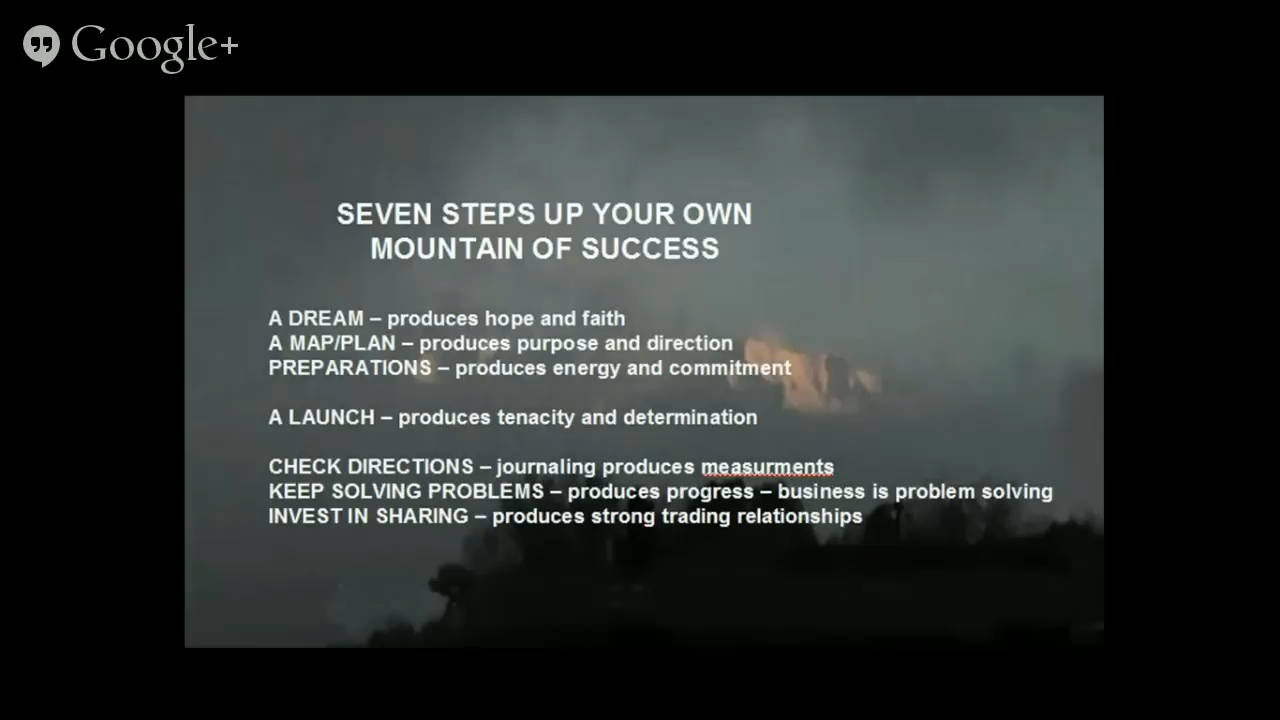 Google+
SEVEN STEPS UP YOUR OWN
MOUNTAIN OF SUCCESS
A DREAM – produces hope and faith
A MAP/PLAN – produces purpose and direction
PREPARATIONS – produces energy and commitment
A LAUNCH – produces tenacity and determination
CHECK DIRECTIONS – journaling produces measurments
KEEP SOLVING PROBLEMS – produces progress – business is problem solving
INVEST IN SHARING – produces strong trading relationships